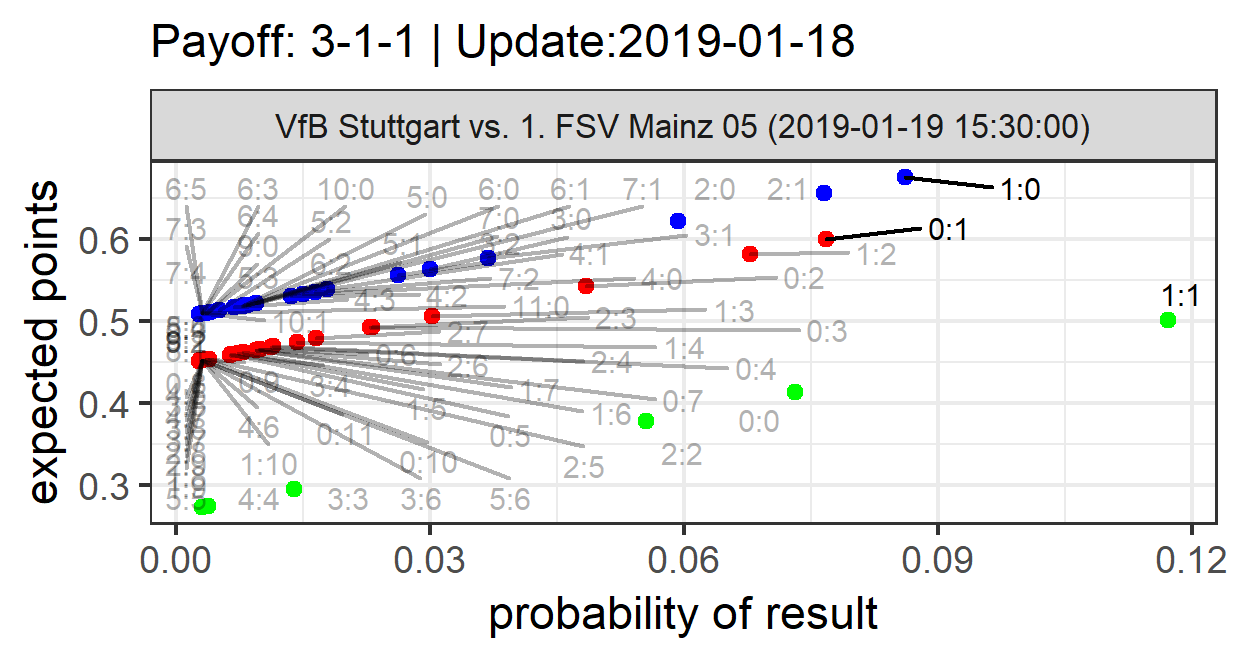 Payoff: 3-1-1 | Update:2019-01-18
VfB Stuttgart vs. 1. FSV Mainz 05 (2019-01-19 15:30:00)
expected points
0.6
0.5
0.4
0.3
6:5 6:3 10:0 5:0 6:0 6:1 7:1 2:0 2:1 1:0
7:3 6:4 5:2 7:0 3:0 0:1
9:0 5:1 3:2 3:1 1:2
7:4 5:3 6:2 7:2 4:1 4:0 0:2
4:3 4:2 11:0 1:3 1:1
10:1 2:7 2:3 0:3
0:6 2:6 2:4 1:4 0:4
0:8 3:4 1:7 0:7
4:6 1:5 1:6 0:0
0:11 0:5 2:2
1:10 0:10 2:5
4:4 3:3 3:6 5:6
0.00 0.03 0.06 0.09 0.12
probability of result